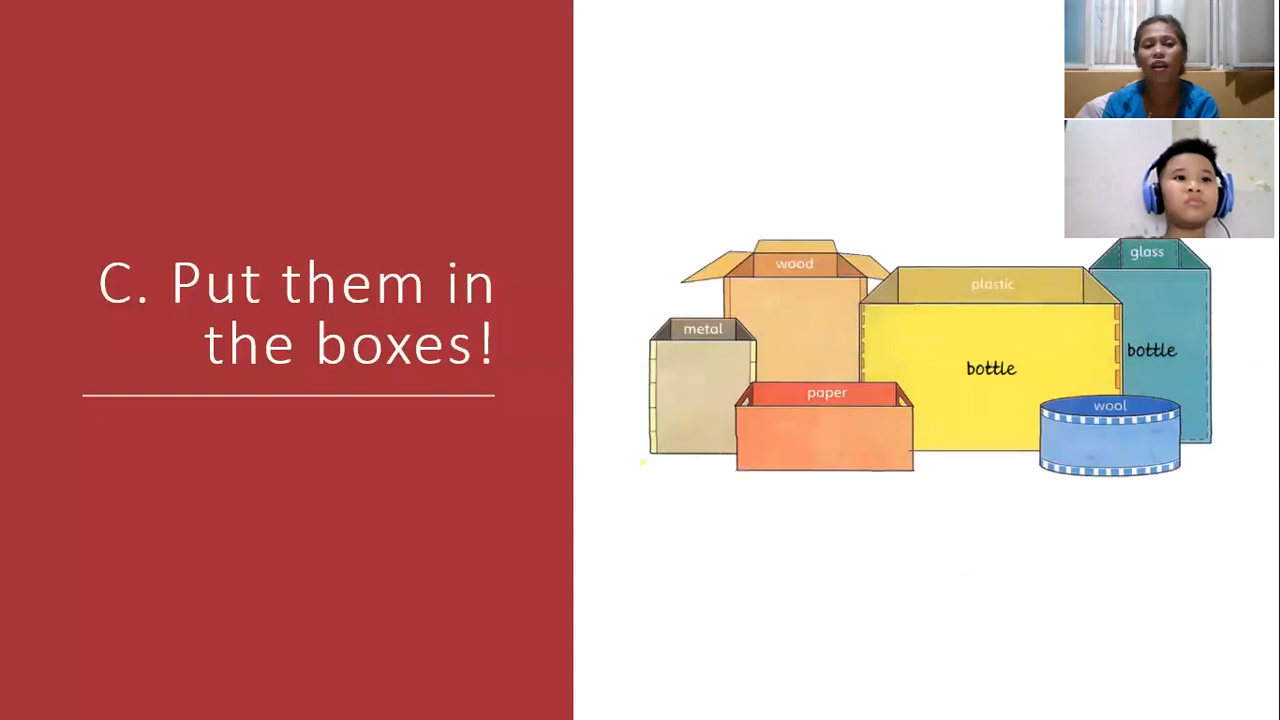 C. Put them in
the boxes!
wood
plastic
glass
metal
bottle
bottle
paper
wool